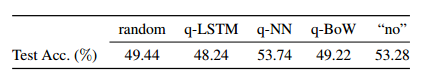 random q-LSTM q-NN q-BoW “no”
Test Acc. (%) 49.44 48.24 53.74 49.22 53.28